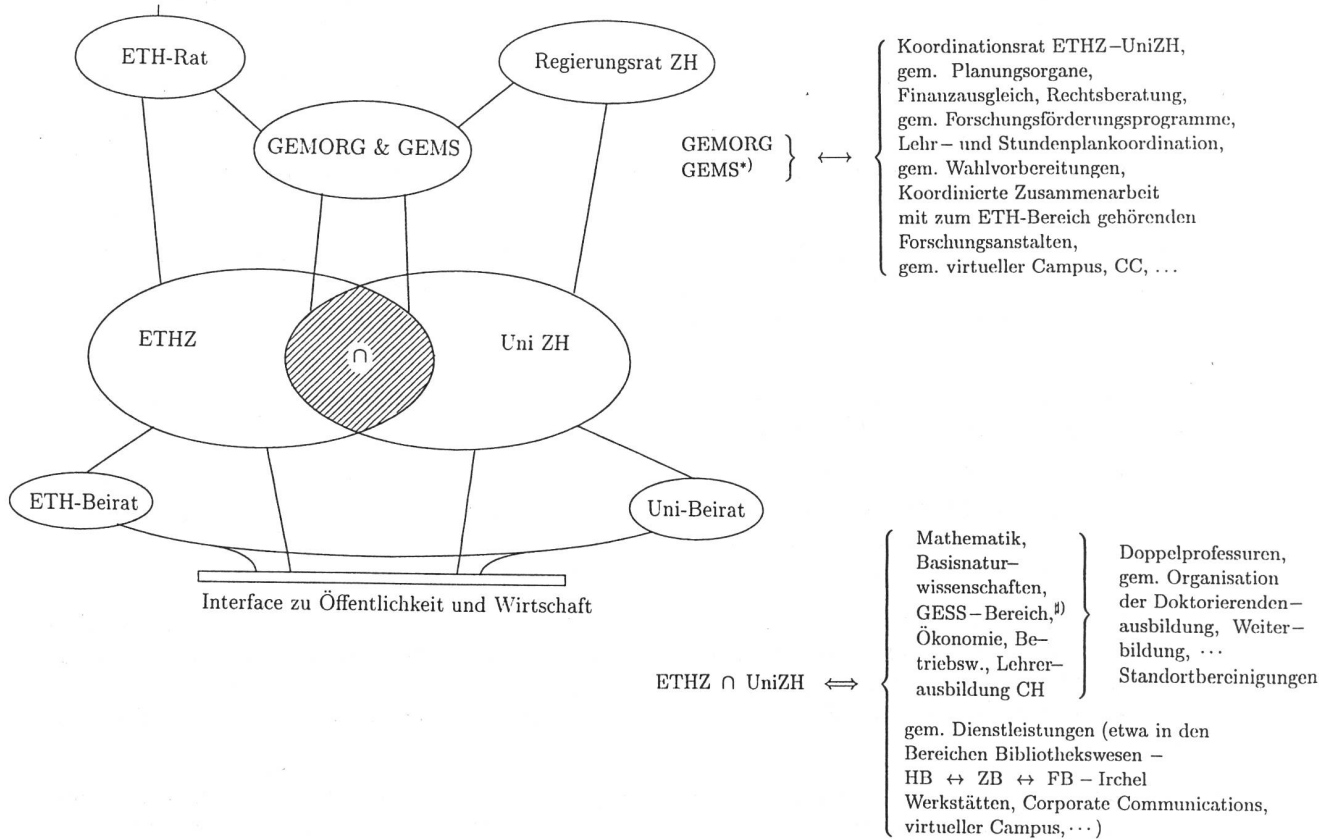 ETH-Rat
Regierungsrat ZH
GEMORG & GEMS
ETHZ
∩
Uni ZH
ETH-Beirat
Uni-Beirat
Interface zu Öffentlichkeit und Wirtschaft
GEMORG
GEMS*)
↔
Koordinationsrat ETHZ–UniZH,
gem. Planungsorgane,
Finanzausgleich, Rechtsberatung,
gem. Forschungsförderungsprogramme,
Lehr– und Stundenplankoordination,
gem. Wahlvorbereitungen,
Koordinierte Zusammenarbeit
mit zum ETH-Bereich gehörenden
Forschungsanstalten,
gem. virtueller Campus, CC, ...
ETHZ ∩ UniZH ⟺
Mathematik,
Basisnatur–
wissenschaften,
GESS–Bereich,♯)
Ökonomie, Be–
triebsw., Lehrer–
ausbildung CH
Doppelprofessuren,
gem. Organisation
der Doktorierenden–
ausbildung, Weiter–
bildung, ···
Standortbereinigungen
gem. Dienstleistungen (etwa in den
Bereichen Bibliothekswesen –
HB ↔ ZB ↔ FB – Irchel
Werkstätten, Corporate Communications,
virtueller Campus, ···)